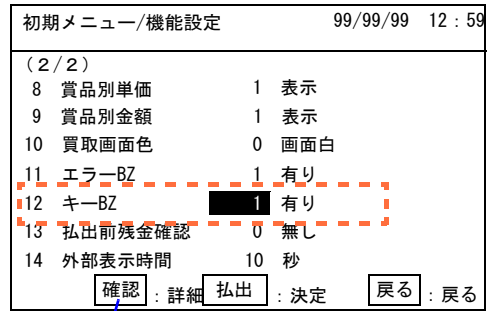 初期メニュー/機能設定 99/99/99 12：59
(2/2)
8 賞品別単価 1 表示
9 賞品別金額 1 表示
10 買取画面色 0 画面白
11 エラーBZ 1 有り
12 キーBZ 1 有り
13 払出前残金確認 0 無し
14 外部表示時間 10 秒
確認：詳細 払出：決定 戻る：戻る